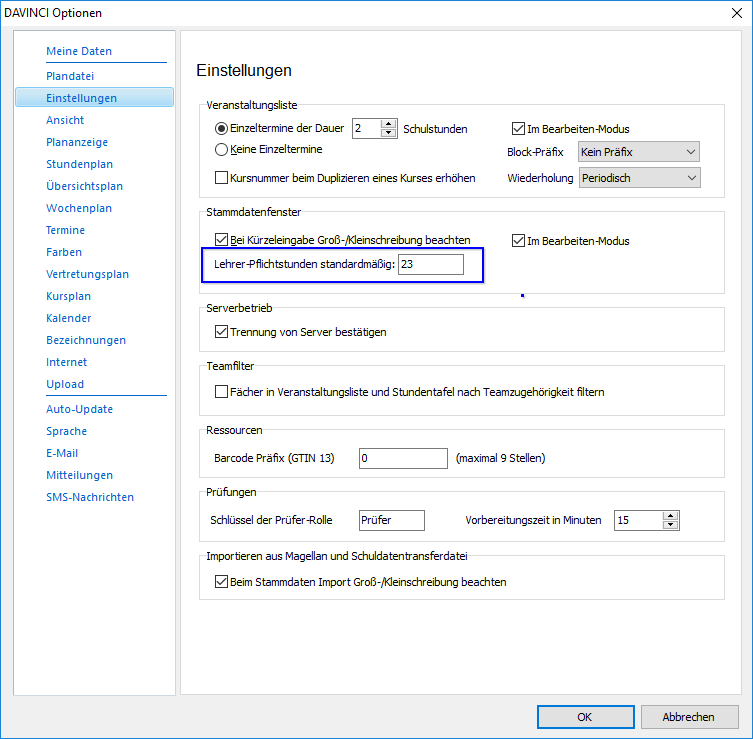 DAVINCI Optionen
Meine Daten
Plandatei
Einstellungen
Ansicht
Plananzeige
Stundenplan
Übersichtsplan
Wochenplan
Termine
Farben
Vertretungsplan
Kursplan
Kalender
Bezeichnungen
Internet
Upload
Auto-Update
Sprache
E-Mail
Mitteilungen
SMS-Nachrichten
Einstellungen
Veranstaltungsliste
Einzeltermine der Dauer 2 Schulstunden Im Bearbeiten-Modus
Keine Einzeltermine Block-Präfix Kein Präfix
Kursnummer beim Duplizieren eines Kurses erhöhen Wiederholung Periodisch
Stammdatenfenster
Bei Kürzeleingabe Groß-/Kleinschreibung beachten Im Bearbeiten-Modus
Lehrer-Pflichtstunden standardmäßig: 23
Serverbetrieb
Trennung von Server bestätigen
Teamfilter
Fächer in Veranstaltungsliste und Stundentafel nach Teamzugehörigkeit filtern
Ressourcen
Barcode Präfix (GTIN 13) 0 (maximal 9 Stellen)
Prüfungen
Schlüssel der Prüfer-Rolle Prüfer Vorbereitungszeit in Minuten 15
Importieren aus Magellan und Schuldatentransferdatei
Beim Stammdaten Import Groß-/Kleinschreibung beachten
OK Abbrechen